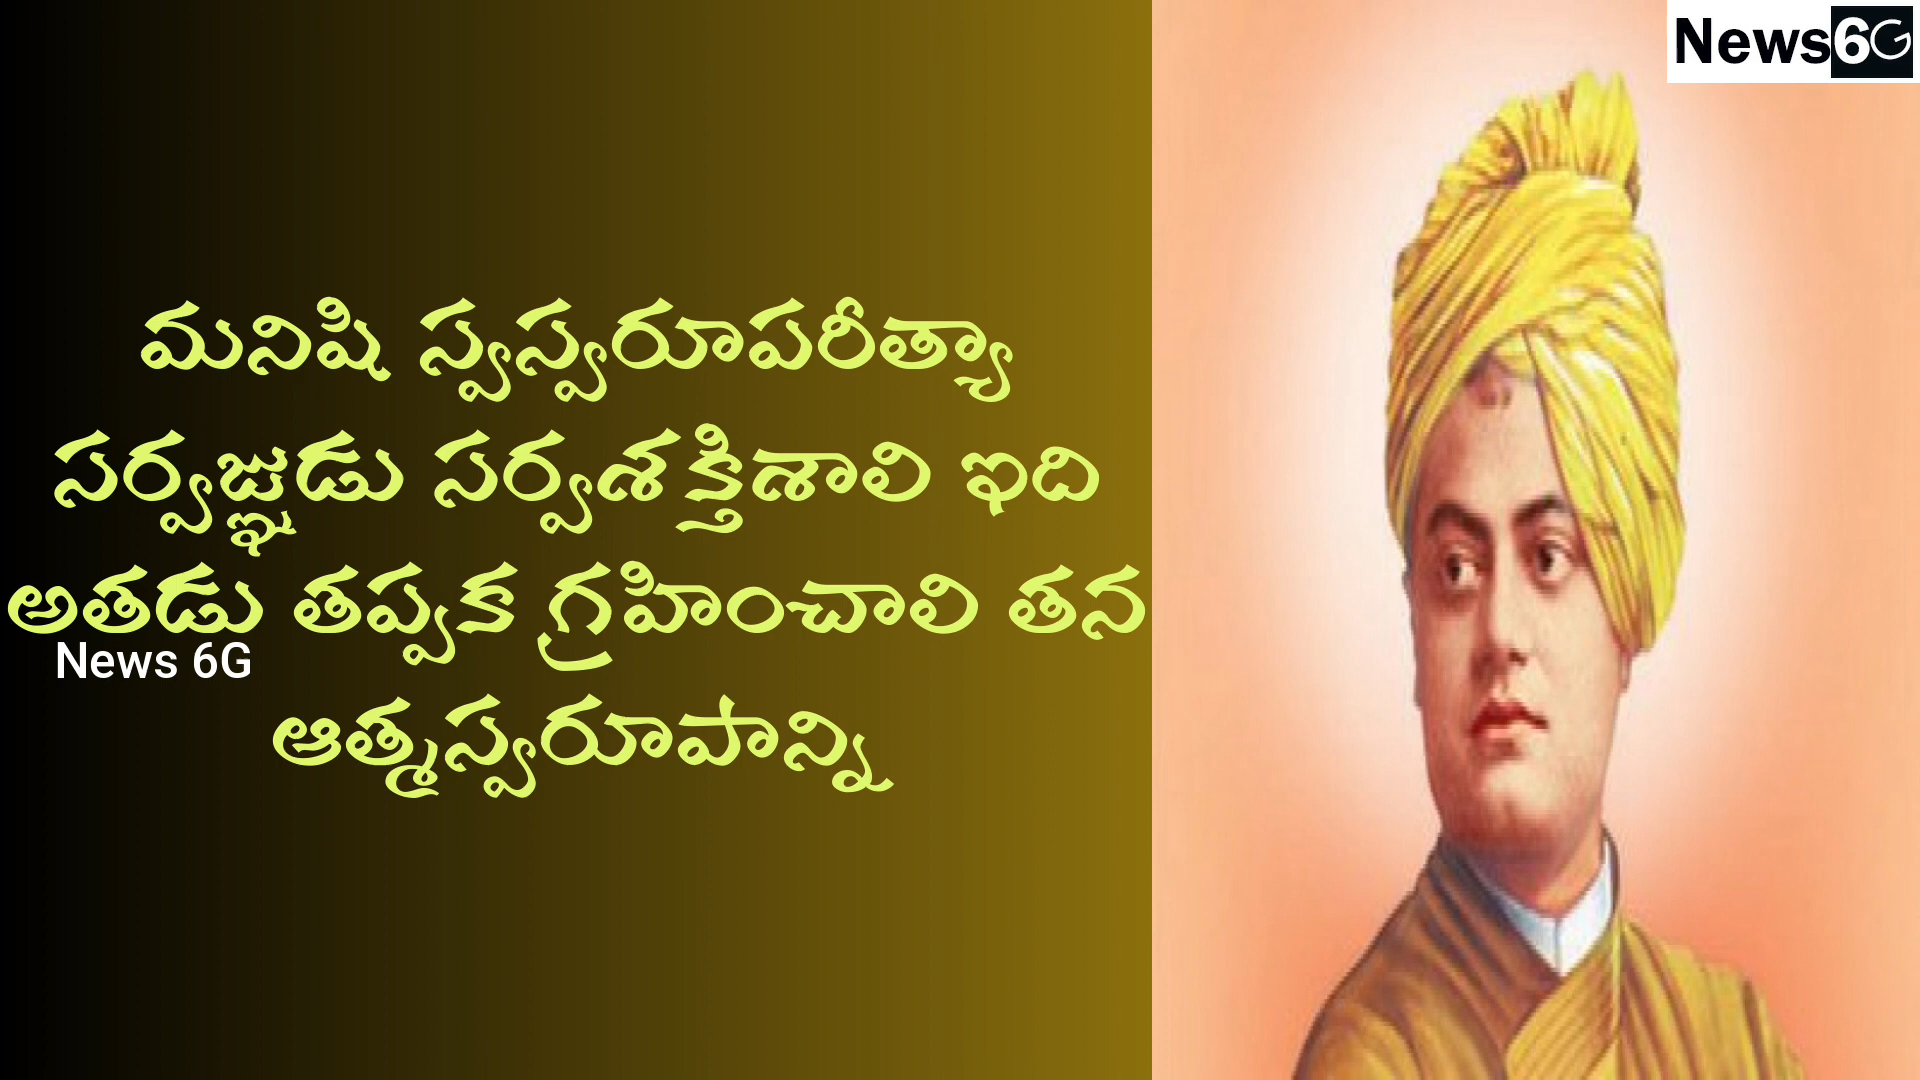 News6G
మనిషి స్వస్వరూపరీత్యా
సర్వజ్ఞుడు సర్వశక్తిశాలి ఇది
అతడు తప్పక గ్రహించాలి తన
News 6G
ఆత్మస్వరూపాన్ని